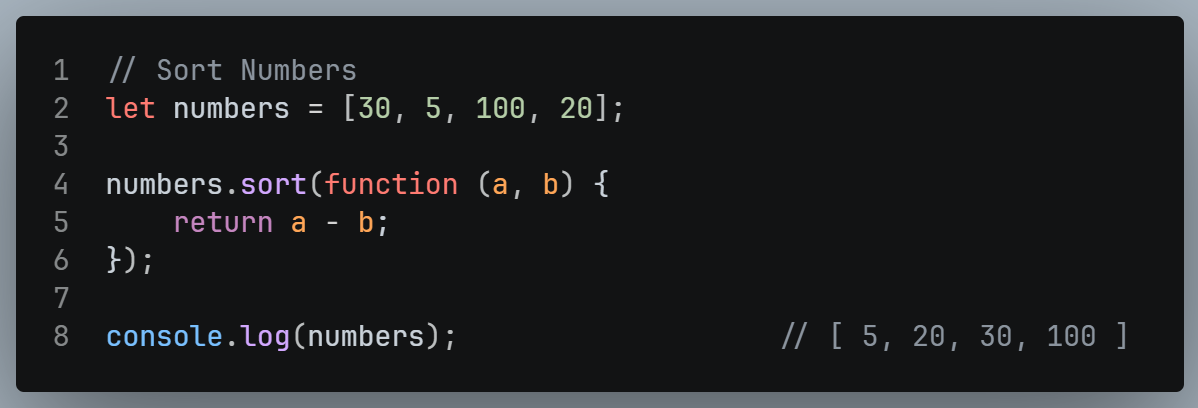 1 // Sort Numbers
2 let numbers = [30, 5, 100, 20];
3
4 numbers.sort(function (a, b) {
5     return a - b;
6 });
7
8 console.log(numbers);                    // [ 5, 20, 30, 100 ]